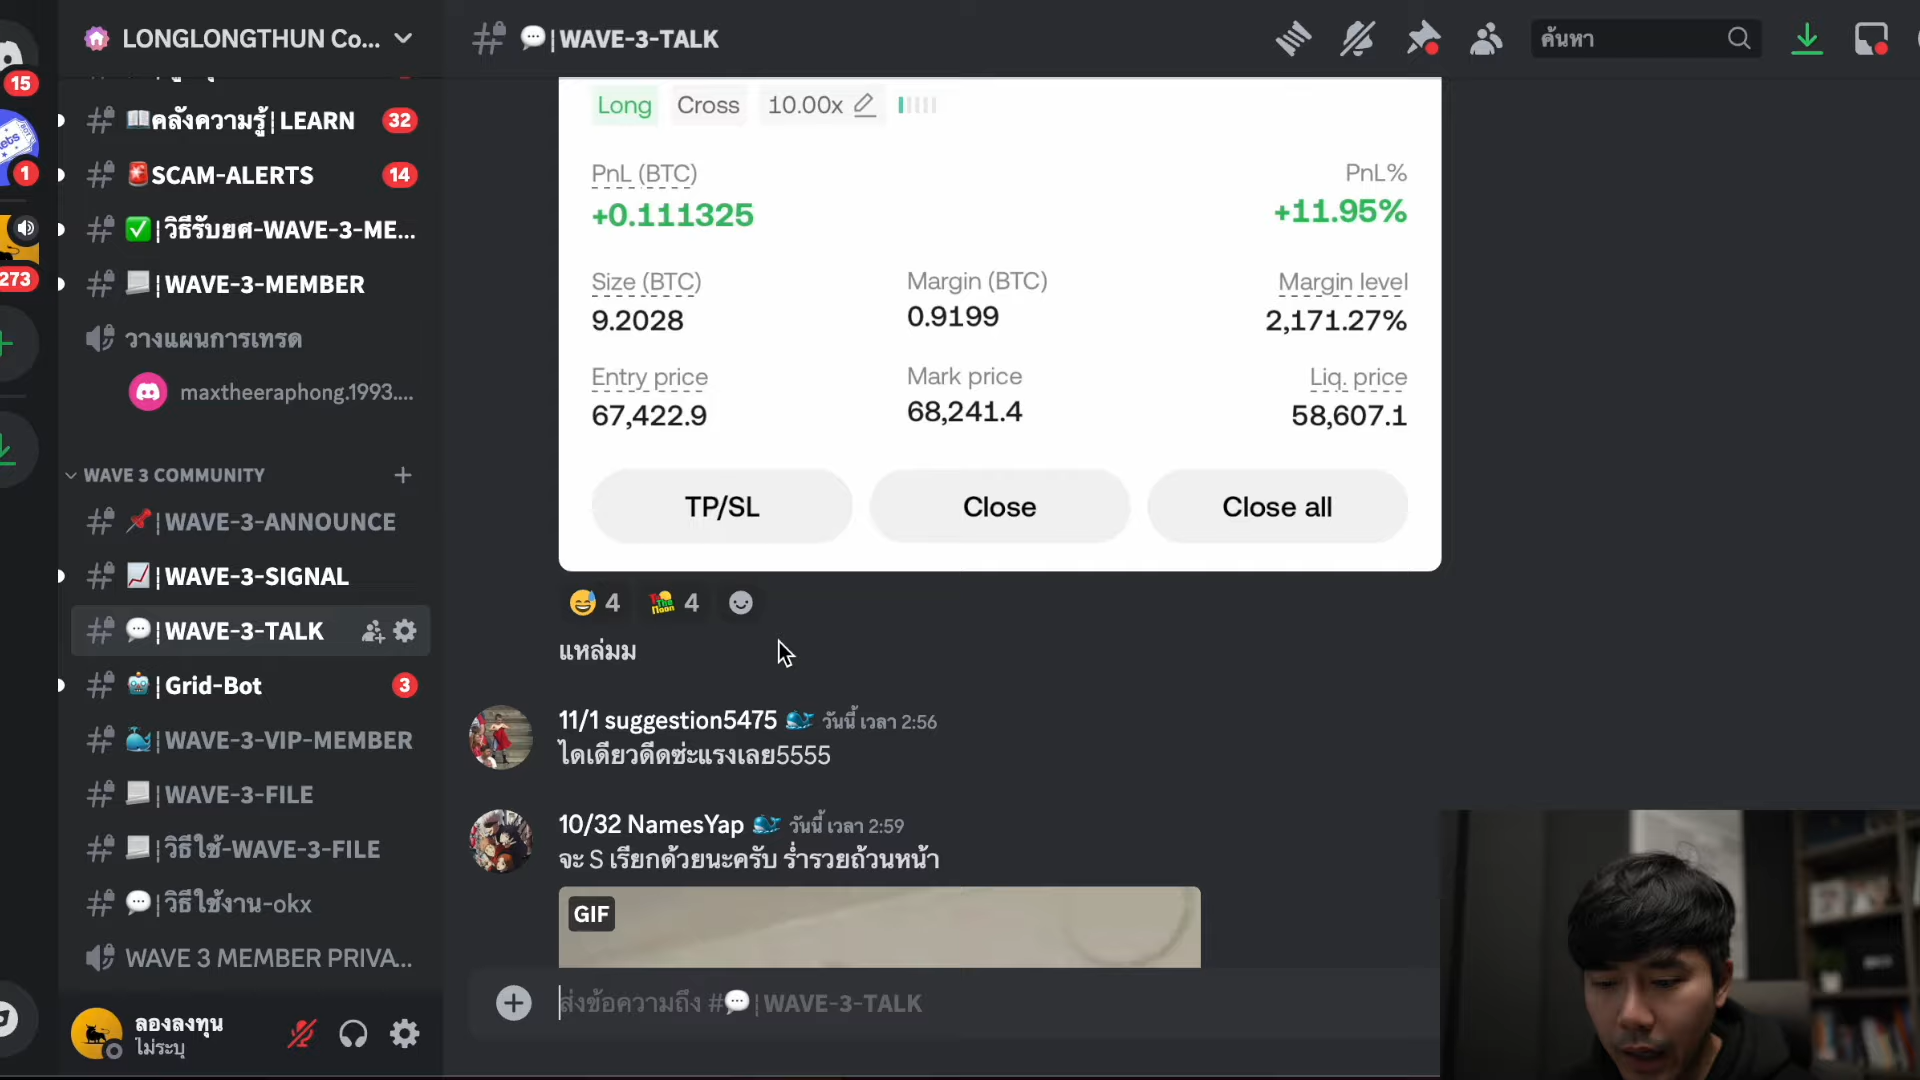 LONGLONGTHUN Co...
15
📖คลังความรู้|LEARN
32
🚨SCAM-ALERTS
14
1
✅|วิธีรับยศ-WAVE-3-ME...
273
|WAVE-3-MEMBER
วางแผนการเทรด
maxtheeraphong.1993....
WAVE 3 COMMUNITY
📌|WAVE-3-ANNOUNCE
📈|WAVE-3-SIGNAL
💬|WAVE-3-TALK
🤖|Grid-Bot
3
🐳|WAVE-3-VIP-MEMBER
|WAVE-3-FILE
|วิธีใช้-WAVE-3-FILE
💬|วิธีใช้งาน-okx
WAVE 3 MEMBER PRIVA...
ลองลงทุน
ไม่ระบุ
💬|WAVE-3-TALK
ค้นหา
Long Cross 10.00x
PnL (BTC) PnL%
+0.111325 +11.95%
Size (BTC) Margin (BTC) Margin level
9.2028 0.9199 2,171.27%
Entry price Mark price Liq. price
67,422.9 68,241.4 58,607.1
TP/SL Close Close all
😅 4 4
แหล่มม
11/1 suggestion5475 🐳 วันนี้ เวลา 2:56
ไดเดียวดีดซ่ะแรงเลย5555
10/32 NamesYap 🐳 วันนี้ เวลา 2:59
จะ S เรียกด้วยนะครับ ร่ำรวยถ้วนหน้า
GIF
ส่งข้อความถึง #💬|WAVE-3-TALK